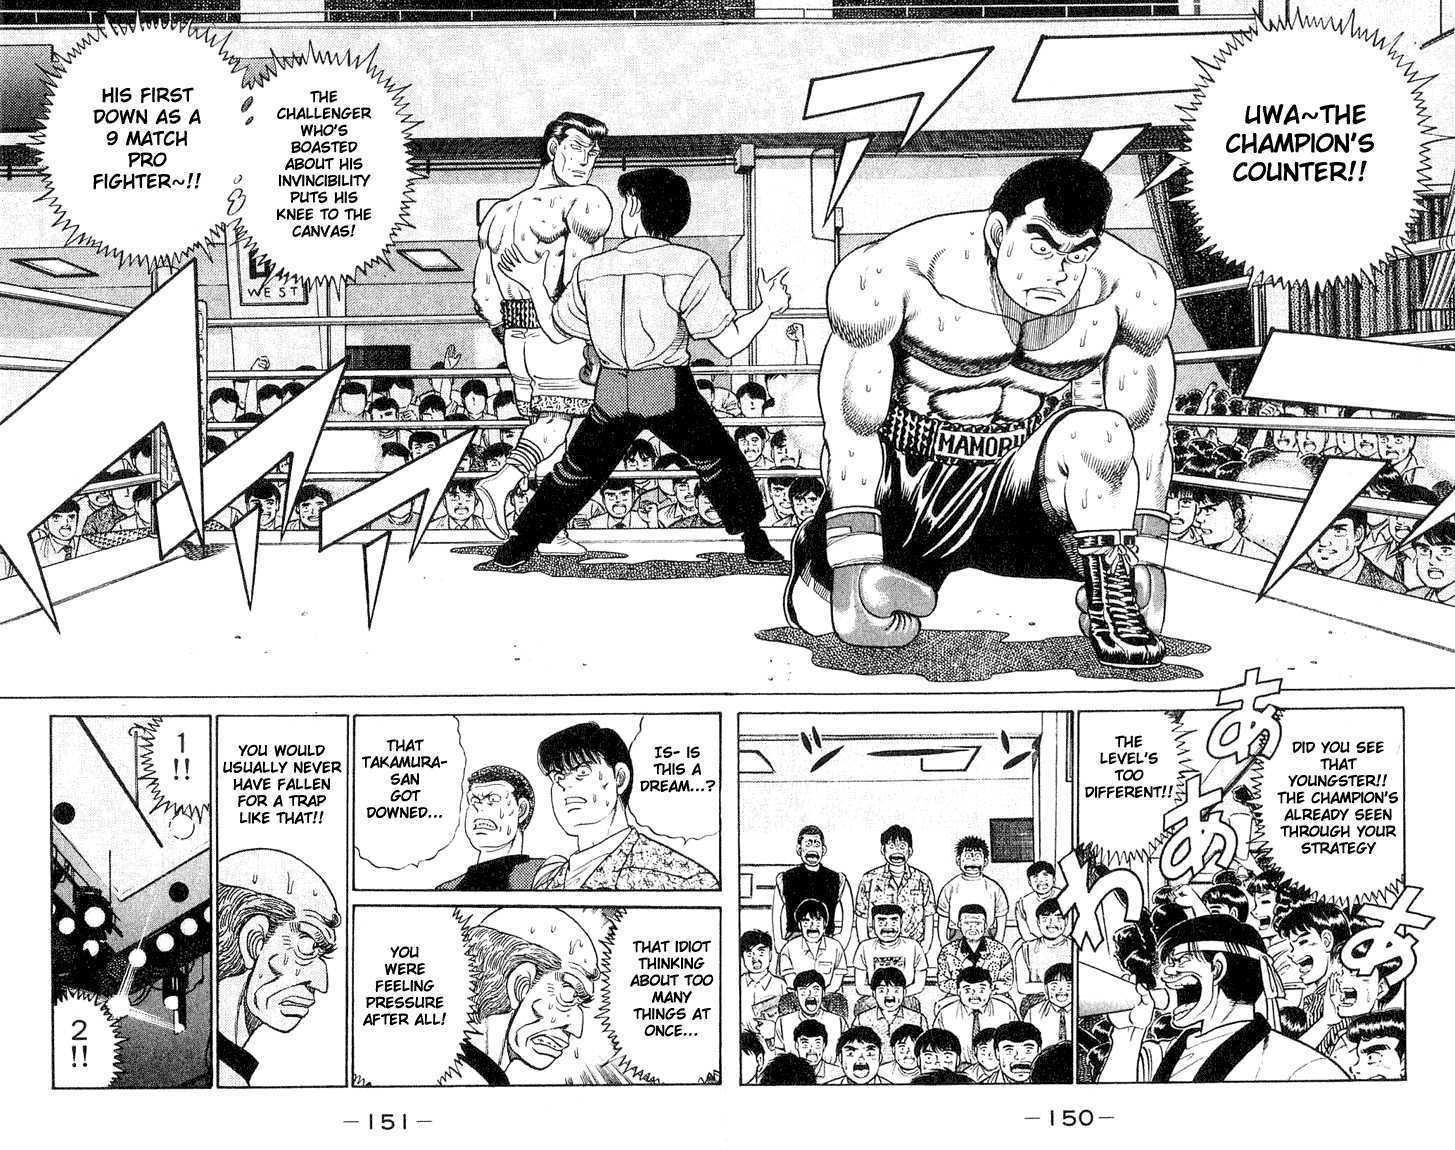 UWA~THE
CHAMPION'S
COUNTER!!
THE
CHALLENGER
WHO'S
BOASTED
ABOUT HIS
INVINCIBILITY
PUTS HIS
KNEE TO THE
CANVAS!
HIS FIRST
DOWN AS A
9 MATCH
PRO
FIGHTER~!!
WEST
MAMORU
DID YOU SEE
THAT
YOUNGSTER!!
THE CHAMPION'S
ALREADY SEEN
THROUGH YOUR
STRATEGY
THE
LEVEL'S
TOO
DIFFERENT!!
わあああ
IS- IS
THIS A
DREAM...?
THAT
TAKAMURA-
SAN
GOT
DOWNED...
THAT IDIOT
THINKING
ABOUT TOO
MANY
THINGS AT
ONCE...
YOU
WERE
FEELING
PRESSURE
AFTER ALL!
YOU WOULD
USUALLY NEVER
HAVE FALLEN
FOR A TRAP
LIKE THAT!!
1
!!
2
!!
-151-
-150-